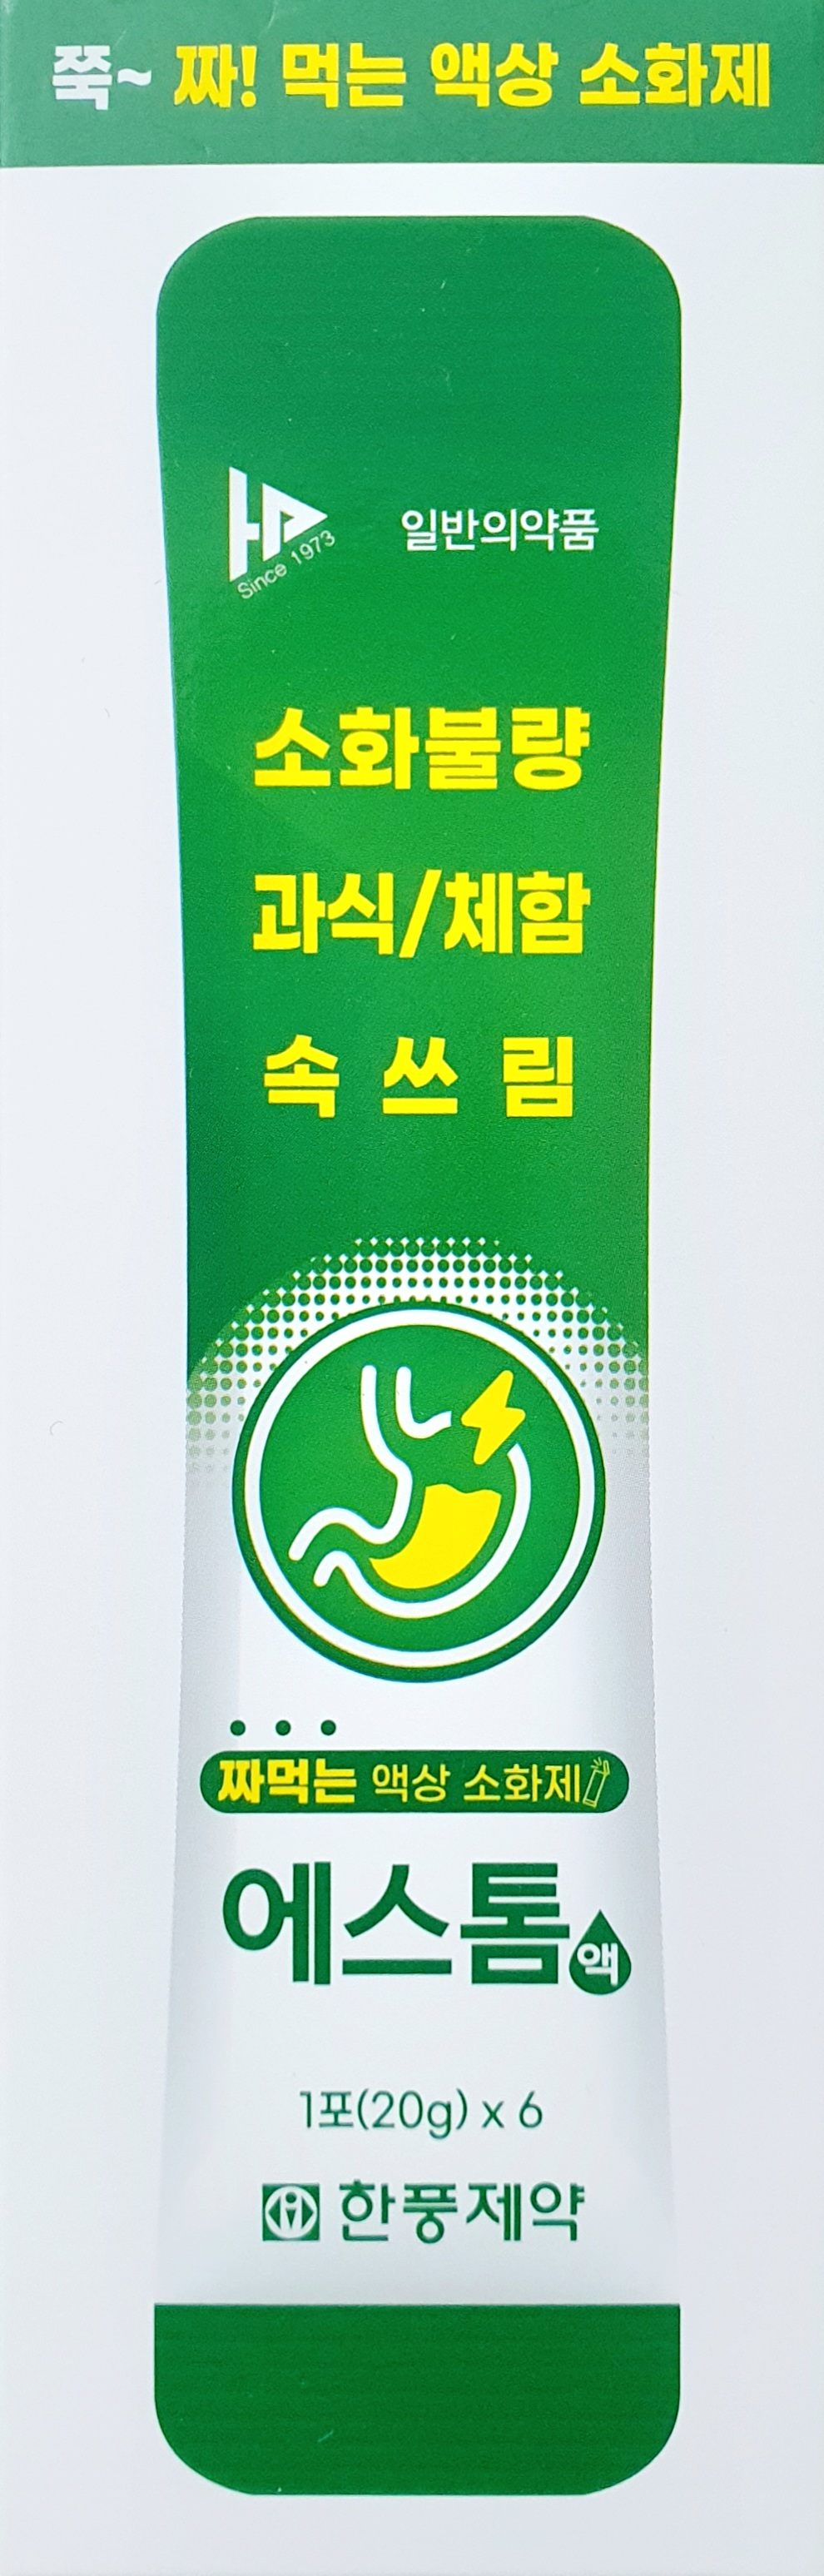 쭉~ 짜! 먹는 액상 소화제
Since 1973
일반의약품
소화불량
과식/체함
속 쓰 림
짜먹는 액상 소화제
에스톰액
1포(20g) x 6
한풍제약